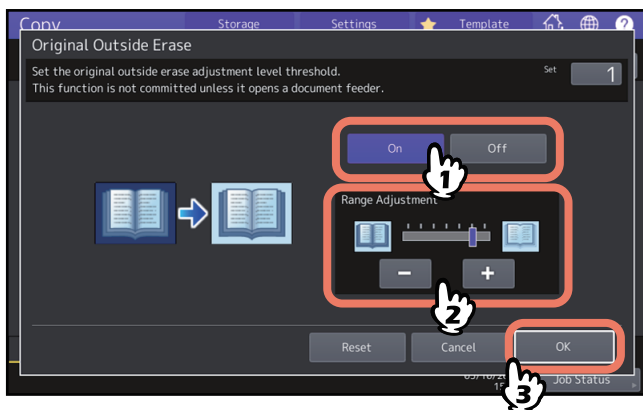 Copy Storage Settings Template
Original Outside Erase
Set the original outside erase adjustment level threshold.
This function is not committed unless it opens a document feeder.
Set 1
On Off
1
Range Adjustment
− +
2
Reset Cancel OK
3
Job Status